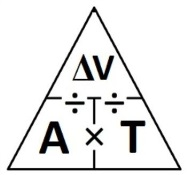 ΔV
÷ ÷
A × T